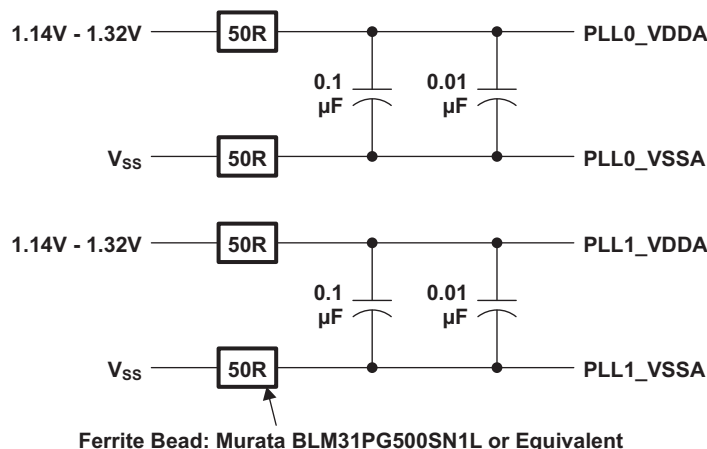 1.14V - 1.32V 50R PLL0_VDDA
0.1 µF 0.01 µF
VSS 50R PLL0_VSSA
1.14V - 1.32V 50R PLL1_VDDA
0.1 µF 0.01 µF
VSS 50R PLL1_VSSA
Ferrite Bead: Murata BLM31PG500SN1L or Equivalent